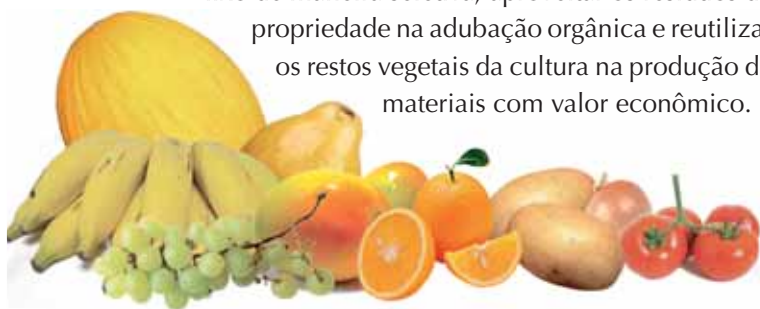 propriedade na adubação orgânica e reutiliza
os restos vegetais da cultura na produção d
materiais com valor econômico.